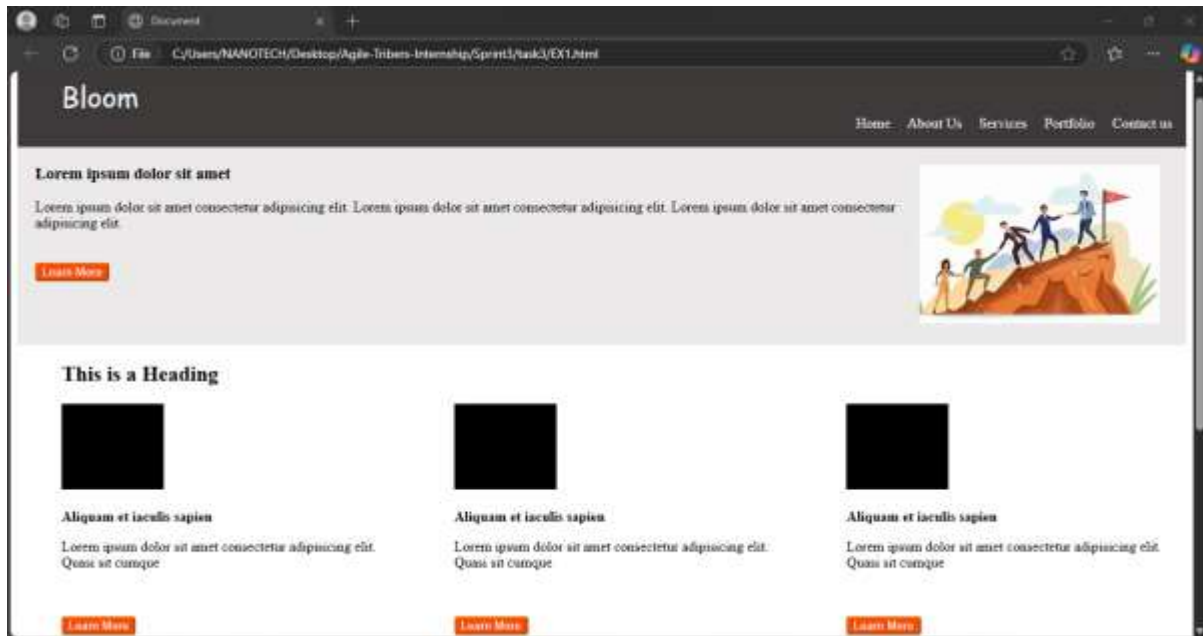 Document
File C:/Users/NANOTECH/Desktop/Agile-Tribers-Internship/Sprint3/task3/EX1.html
Bloom
Home About Us Services Portfolio Contact us
Lorem ipsum dolor sit amet
Lorem ipsum dolor sit amet consectetur adipisicing elit. Lorem ipsum dolor sit amet consectetur adipisicing elit. Lorem ipsum dolor sit amet consectetur
adipisicing elit.
Learn More
This is a Heading
Aliquam et iaculis sapien Aliquam et iaculis sapien Aliquam et iaculis sapien
Lorem ipsum dolor sit amet consectetur adipisicing elit. Lorem ipsum dolor sit amet consectetur adipisicing elit. Lorem ipsum dolor sit amet consectetur adipisicing elit.
Quasi sit cumque Quasi sit cumque Quasi sit cumque
Learn More Learn More Learn More